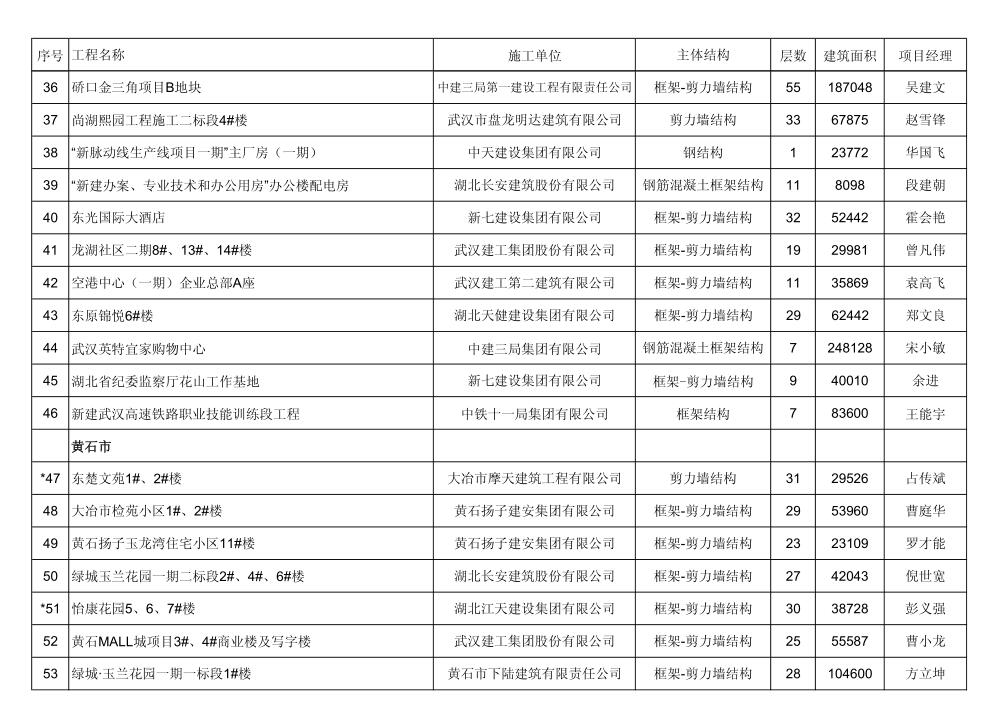 序号 工程名称 施工单位 主体结构 层数 建筑面积 项目经理
36 硚口金三角项目B地块 中建三局第一建设工程有限责任公司 框架-剪力墙结构 55 187048 吴建文
37 尚湖熙园工程施工二标段4#楼 武汉市盘龙明达建筑有限公司 剪力墙结构 33 67875 赵雪锋
38 “新脉动线生产线项目一期”主厂房（一期） 中天建设集团有限公司 钢结构 1 23772 华国飞
39 “新建办案、专业技术和办公用房”办公楼配电房 湖北长安建筑股份有限公司 钢筋混凝土框架结构 11 8098 段建朝
40 东光国际大酒店 新七建设集团有限公司 框架-剪力墙结构 32 52442 霍会艳
41 龙湖社区二期8#、13#、14#楼 武汉建工集团股份有限公司 框架-剪力墙结构 19 29981 曾凡伟
42 空港中心（一期）企业总部A座 武汉建工第二建筑有限公司 框架-剪力墙结构 11 35869 袁高飞
43 东原锦悦6#楼 湖北天健建设集团有限公司 框架-剪力墙结构 29 62442 郑文良
44 武汉英特宜家购物中心 中建三局集团有限公司 钢筋混凝土框架结构 7 248128 宋小敏
45 湖北省纪委监察厅花山工作基地 新七建设集团有限公司 框架-剪力墙结构 9 40010 余进
46 新建武汉高速铁路职业技能训练段工程 中铁十一局集团有限公司 框架结构 7 83600 王能宇
黄石市
*47 东楚文苑1#、2#楼 大冶市摩天建筑工程有限公司 剪力墙结构 31 29526 占传斌
48 大冶市检苑小区1#、2#楼 黄石扬子建安集团有限公司 框架-剪力墙结构 29 53960 曹庭华
49 黄石扬子玉龙湾住宅小区11#楼 黄石扬子建安集团有限公司 框架-剪力墙结构 23 23109 罗才能
50 绿城玉兰花园一期二标段2#、4#、6#楼 湖北长安建筑股份有限公司 框架-剪力墙结构 27 42043 倪世宽
*51 怡康花园5、6、7#楼 湖北江天建设集团有限公司 框架-剪力墙结构 30 38728 彭义强
52 黄石MALL城项目3#、4#商业楼及写字楼 武汉建工集团股份有限公司 框架-剪力墙结构 25 55587 曹小龙
53 绿城·玉兰花园一期一标段1#楼 黄石市下陆建筑有限责任公司 框架-剪力墙结构 28 104600 方立坤